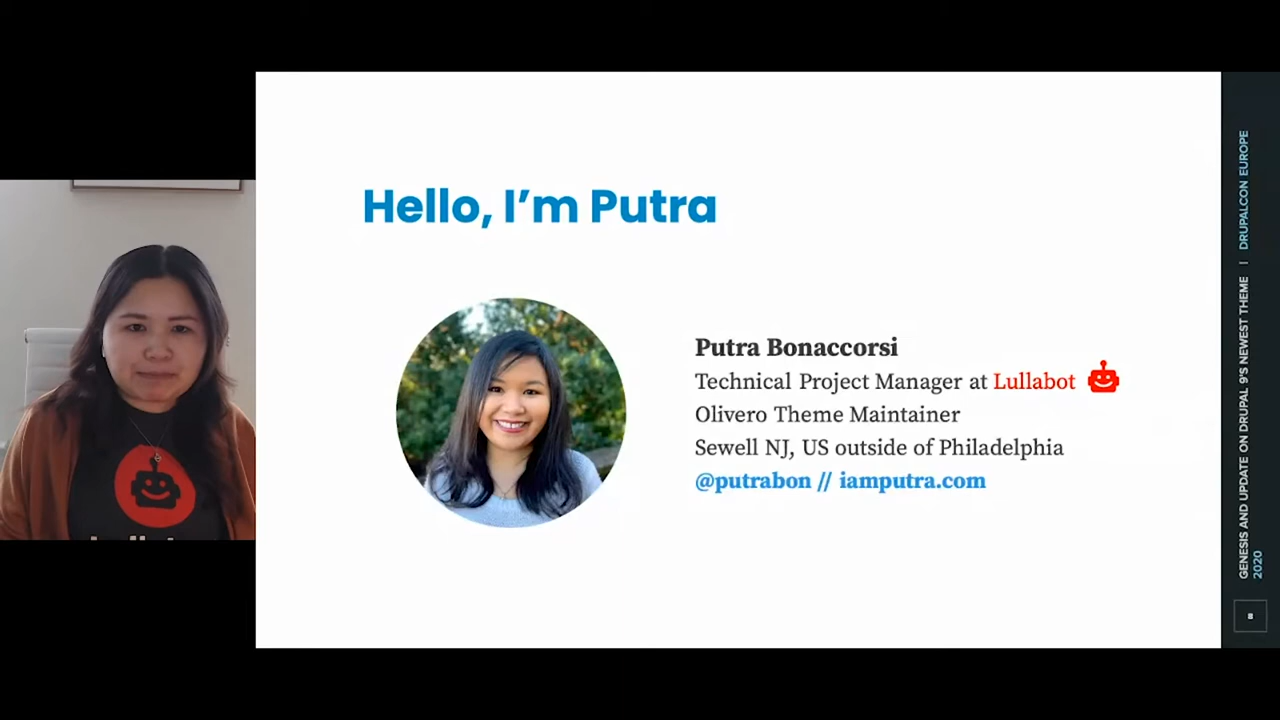 Hello, I’m Putra
Putra Bonaccorsi
Technical Project Manager at Lullabot
Olivero Theme Maintainer
Sewell NJ, US outside of Philadelphia
@putrabon // iamputra.com
GENESIS AND UPDATE ON DRUPAL 9'S NEWEST THEME | DRUPALCON EUROPE
2020
8